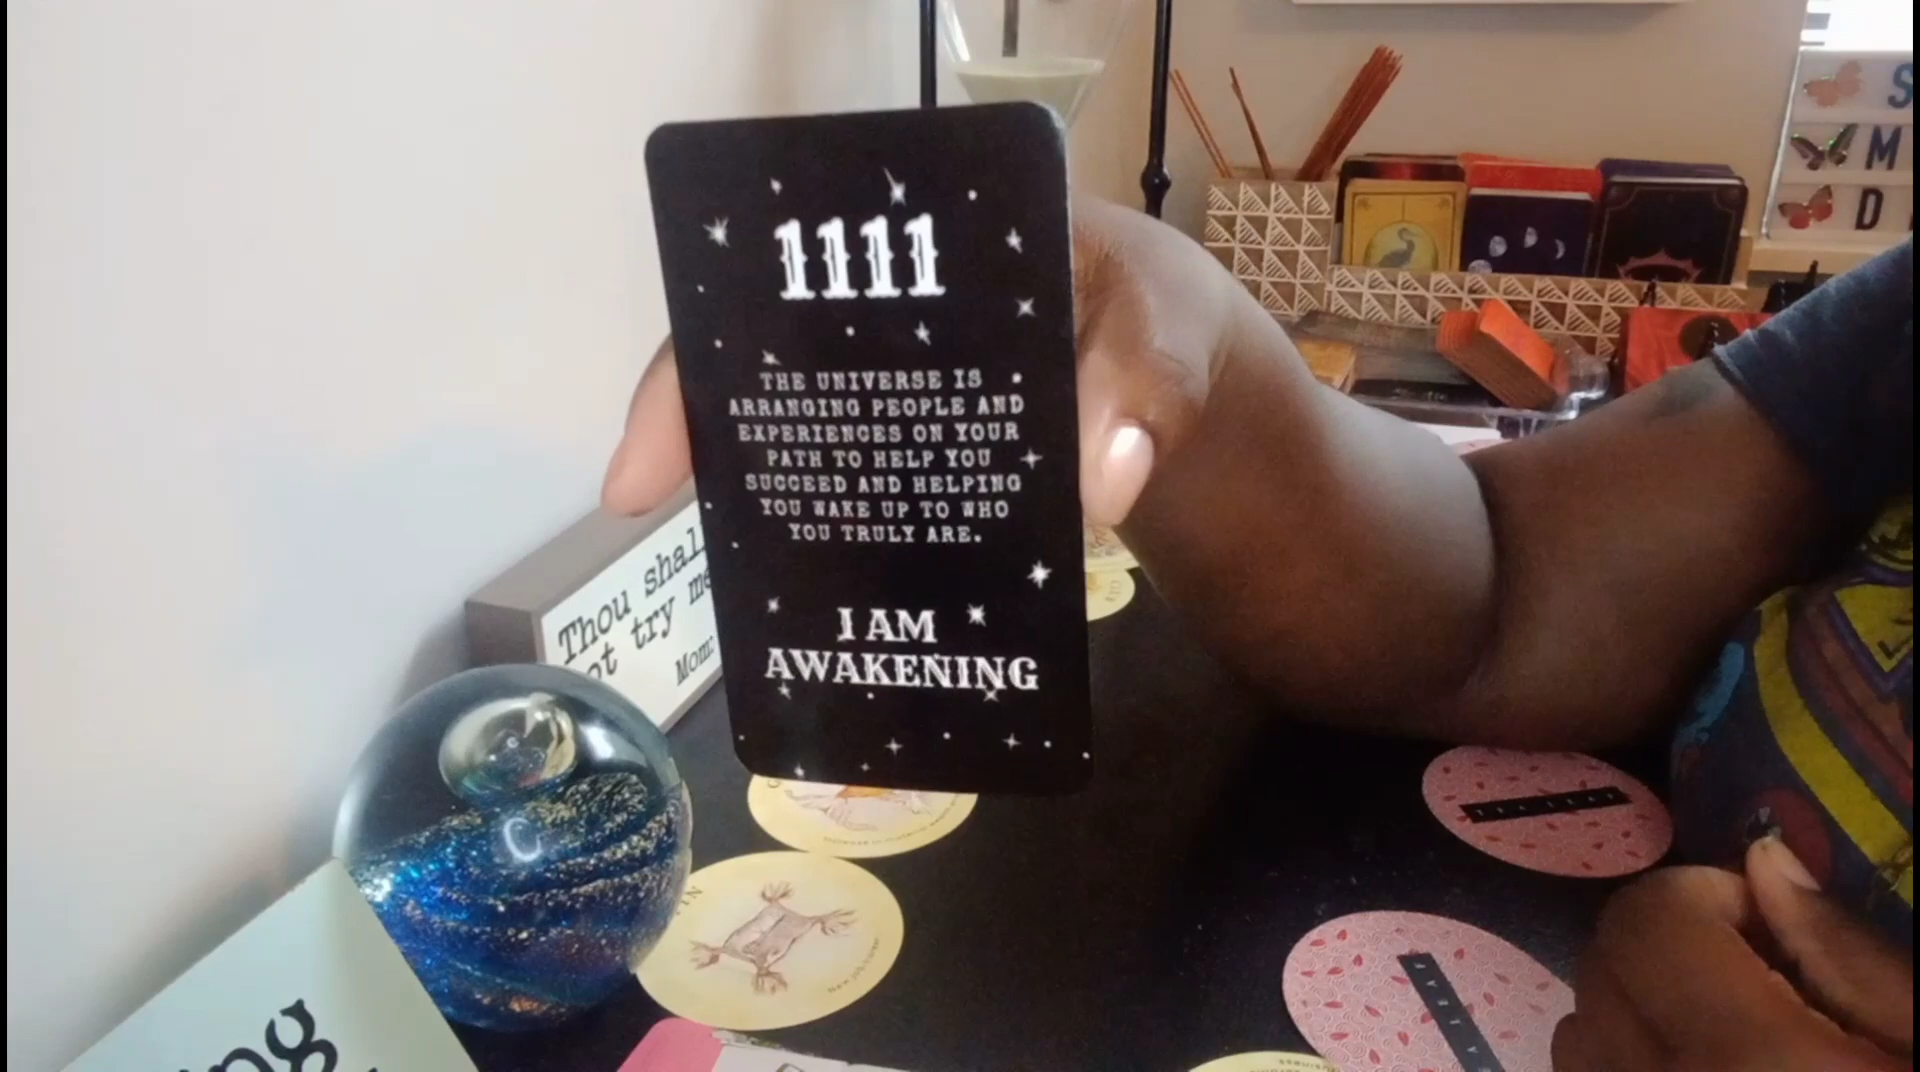 1111
THE UNIVERSE IS
ARRANGING PEOPLE AND
EXPERIENCES ON YOUR
PATH TO HELP YOU
SUCCEED AND HELPING
YOU WAKE UP TO WHO
YOU TRULY ARE.
I AM
AWAKENING
Thou shal
ot try me
Mom:
S
M
D
ng